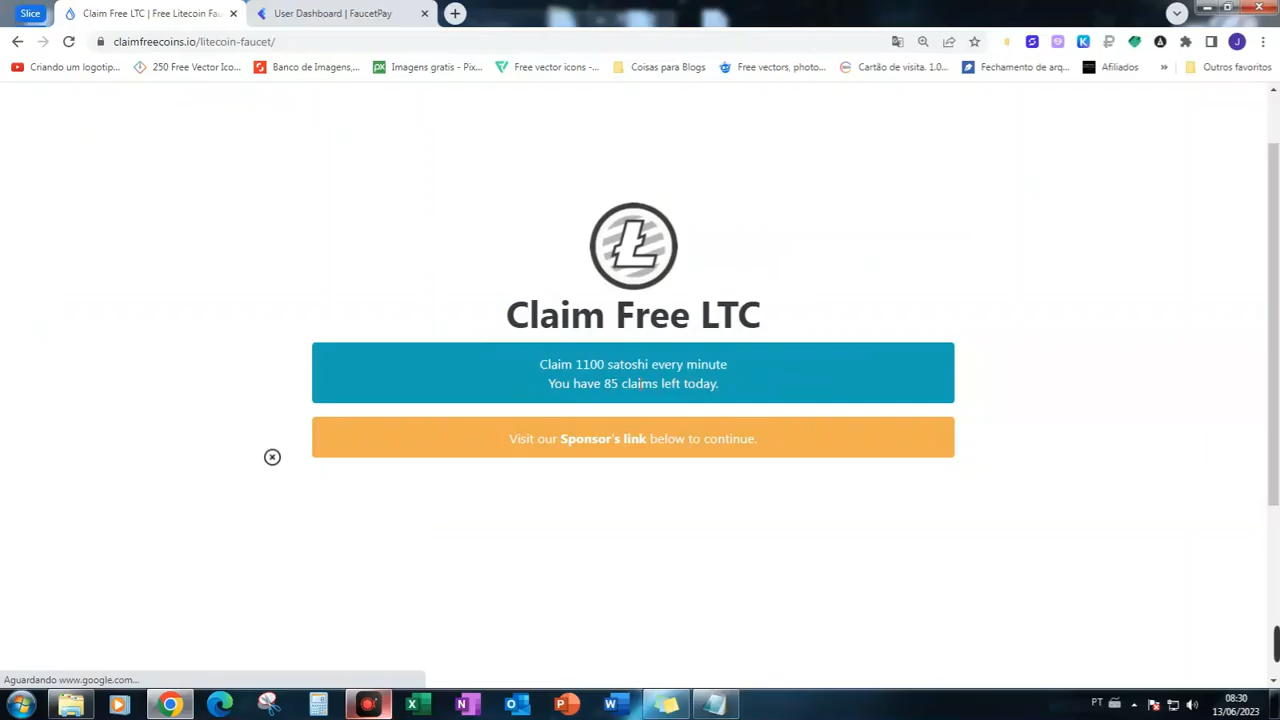 Slice
Claim Free LTC | Free Litecoin Fau
User Dashboard | FaucetPay
claimfreecoins.io/litecoin-faucet/
Criando um logotip...
250 Free Vector Ico...
Banco de Imagens,...
Imagens gratis - Pix...
Free vector icons -...
Coisas para Blogs
Free vectors, photo...
Cartão de visita. 1.0...
Fechamento de arq...
Afiliados
»
Outros favoritos
Claim Free LTC
Claim 1100 satoshi every minute
You have 85 claims left today.
Visit our Sponsor's link below to continue.
Aguardando www.google.com...
PT
08:30
13/06/2023